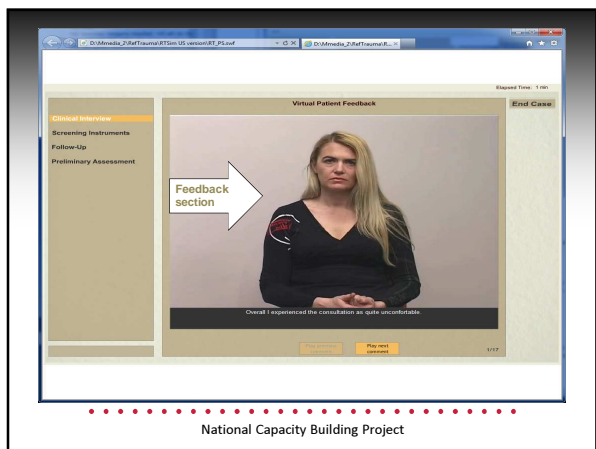 D:\Mmedia_2\RefTrauma\RTSim US version\RT_PS.swf
D:\Mmedia_2\RefTrauma\R...
Elapsed Time: 1 min
Virtual Patient Feedback
End Case
Clinical Interview
Screening Instruments
Follow-Up
Preliminary Assessment
Feedback
section
Overall I experienced the consultation as quite unconfortable.
Play next
comment
1/17
National Capacity Building Project